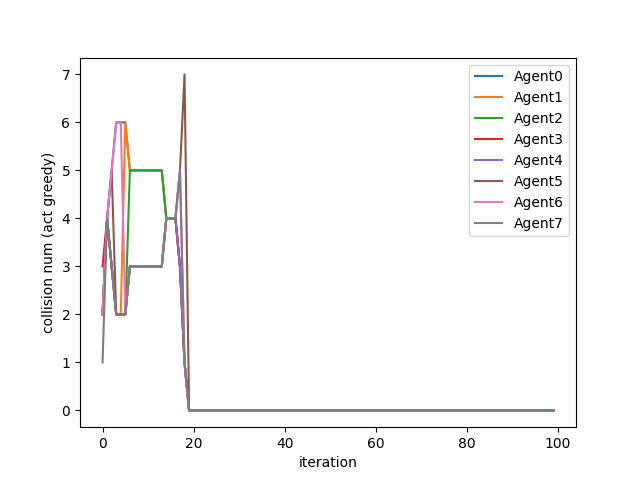 collision num (act greedy)
7
6
5
4
3
2
1
0
0 20 40 60 80 100
iteration
Agent0
Agent1
Agent2
Agent3
Agent4
Agent5
Agent6
Agent7